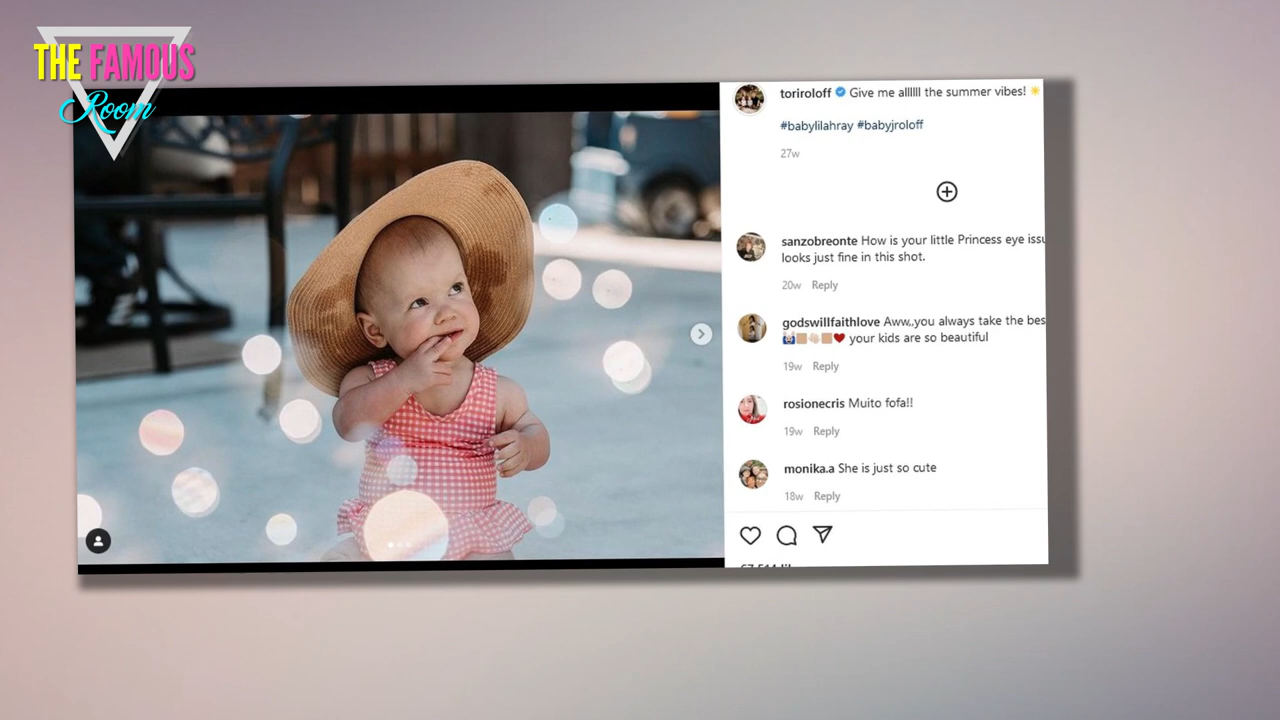 THE FAMOUS
Room
toriroloff Give me allllll the summer vibes! ☀️
#babylilahray #babyjroloff
27w
sanzobreonte How is your little Princess eye
looks just fine in this shot.
20w Reply
godswillfaithlove Aww,,you always take the
your kids are so beautiful
19w Reply
rosionecris Muito fofa!!
19w Reply
monika.a She is just so cute
18w Reply